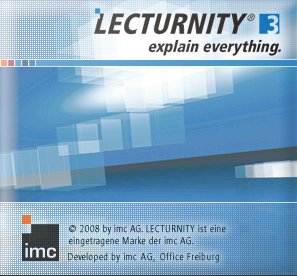 LECTURNITY® 3
explain everything.
© 2008 by imc AG. LECTURNITY ist eine
eingetragene Marke der imc AG.
imc
Developed by imc AG, Office Freiburg